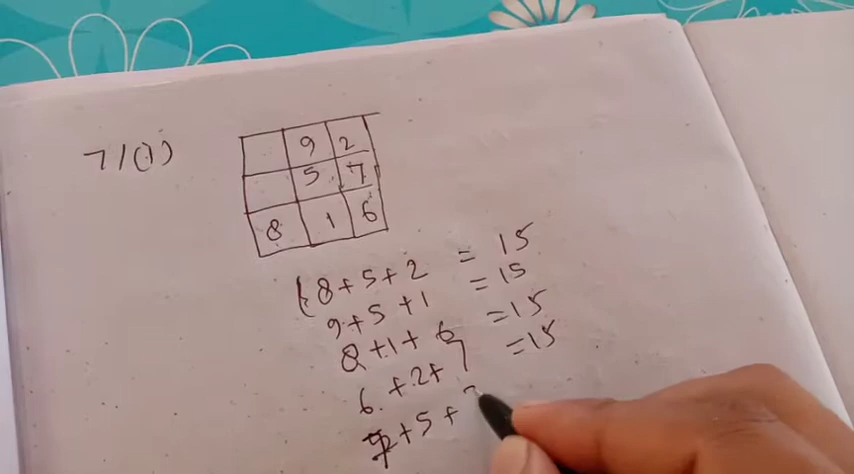 7/(1)
9 2
5 7
8 1 6
8+5+2 = 15
9+5+1 = 15
8+1+6 = 15
6+2+7 = 15
+5+